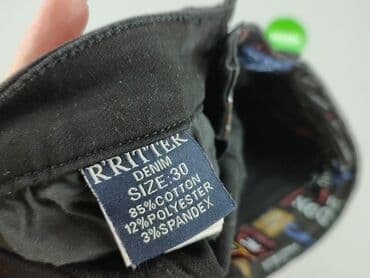 R'RITTER
DENIM
SIZE:30
85%COTTON
12%POLYESTER
3%SPANDEX